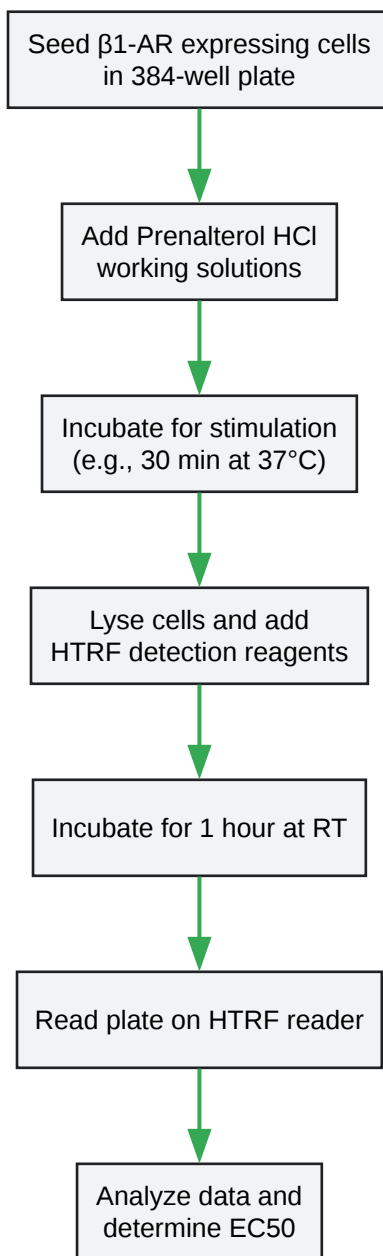 Seed β1-AR expressing cells
in 384-well plate
Add Prenalterol HCl
working solutions
Incubate for stimulation
(e.g., 30 min at 37°C)
Lyse cells and add
HTRF detection reagents
Incubate for 1 hour at RT
Read plate on HTRF reader
Analyze data and
determine EC50